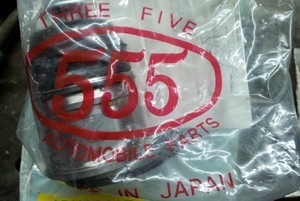 THREE FIVE
555
AUTOMOBILE PARTS
IN JAPAN